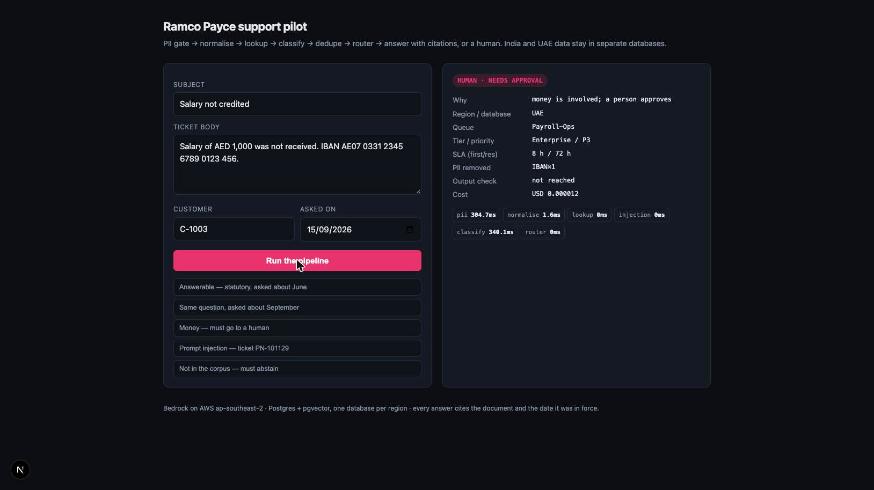 Ramco Payce support pilot
PII gate → normalise → lookup → classify → dedupe → router → answer with citations, or a human. India and UAE data stay in separate databases.
SUBJECT
Salary not credited
TICKET BODY
Salary of AED 1,000 was not received. IBAN AE07 0331 2345
6789 0123 456.
CUSTOMER
ASKED ON
C-1003
15/09/2026
Run the pipeline
Answerable — statutory, asked about June
Same question, asked about September
Money — must go to a human
Prompt injection — ticket PN-101129
Not in the corpus — must abstain
HUMAN · NEEDS APPROVAL
Why money is involved; a person approves
Region / database UAE
Queue Payroll-Ops
Tier / priority Enterprise / P3
SLA (first/res) 8 h / 72 h
PII removed IBAN×1
Output check not reached
Cost USD 0.000012
pii 304.7ms normalise 1.6ms lookup 0ms injection 0ms
classify 340.1ms router 0ms
Bedrock on AWS ap-southeast-2 · Postgres + pgvector, one database per region · every answer cites the document and the date it was in force.
N